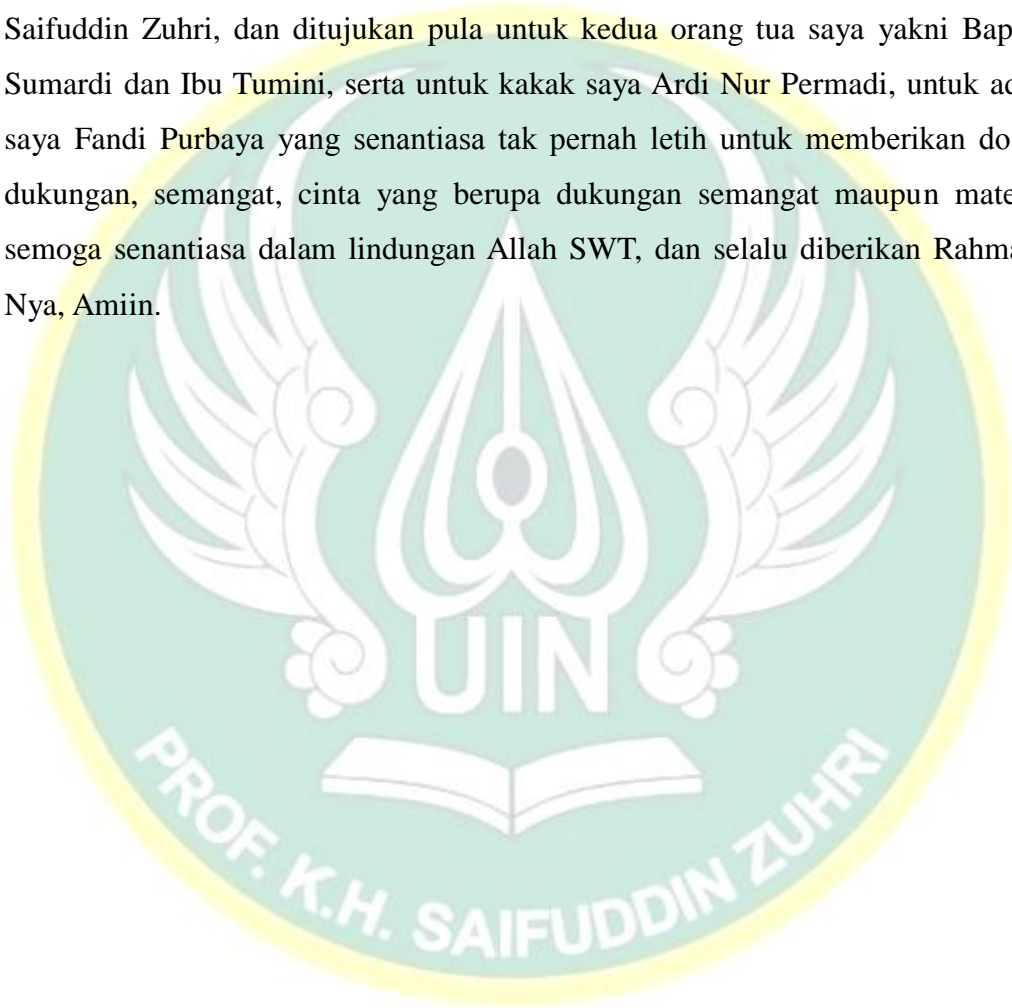 Saifuddin Zuhri, dan ditujukan pula untuk kedua orang tua saya yakni Bap
Sumardi dan Ibu Tumini, serta untuk kakak saya Ardi Nur Permadi, untuk ad
saya Fandi Purbaya yang senantiasa tak pernah letih untuk memberikan do
dukungan, semangat, cinta yang berupa dukungan semangat maupun mate
semoga senantiasa dalam lindungan Allah SWT, dan selalu diberikan Rahma
Nya, Amiin.
UIN
PROF. K.H. SAIFUDDIN ZUHRI